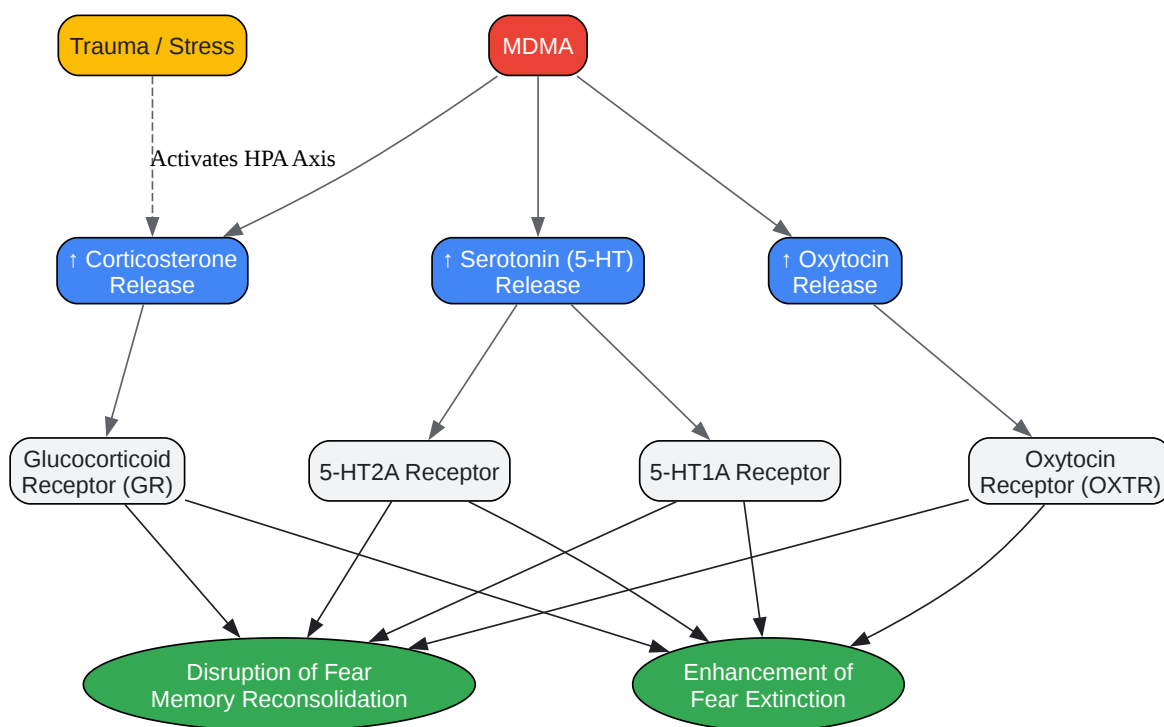 Trauma / Stress
MDMA
Activates HPA Axis
↑ Corticosterone
Release
↑ Serotonin (5-HT)
Release
↑ Oxytocin
Release
Glucocorticoid
Receptor (GR)
5-HT2A Receptor
5-HT1A Receptor
Oxytocin
Receptor (OXTR)
Disruption of Fear
Memory Reconsolidation
Enhancement of
Fear Extinction